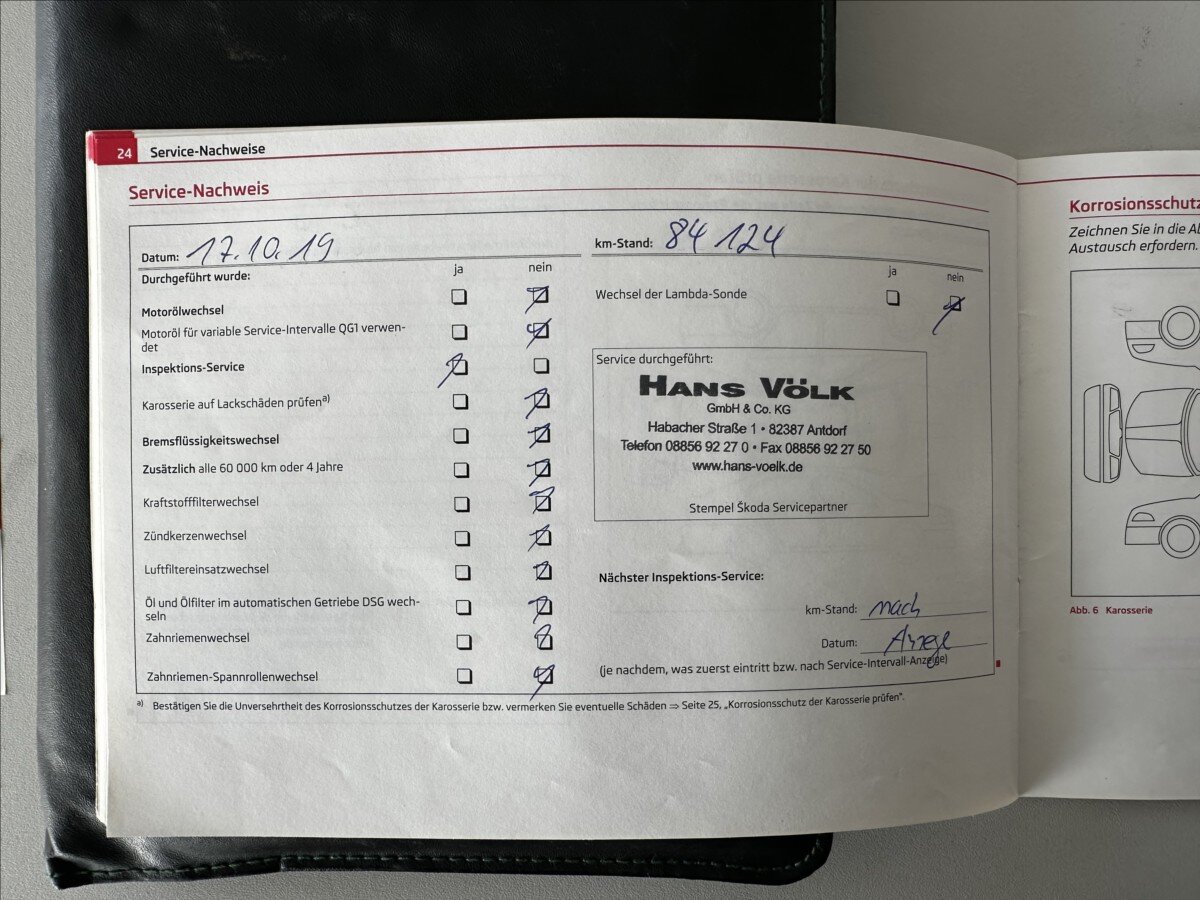 24 Service-Nachweise
Service-Nachweis
Datum: 17.10.19
km-Stand: 84 124
Durchgeführt wurde:
ja nein
ja nein
Motorölwechsel
Motoröl für variable Service-Intervalle QG1 verwen-
det
Inspektions-Service
Karosserie auf Lackschäden prüfen a)
Bremsflüssigkeitswechsel
Zusätzlich alle 60 000 km oder 4 Jahre
Kraftstofffilterwechsel
Zündkerzenwechsel
Luftfiltereinsatzwechsel
Öl und Ölfilter im automatischen Getriebe DSG wech-
seln
Zahnriemenwechsel
Zahnriemen-Spannrollenwechsel
Wechsel der Lambda-Sonde
Service durchgeführt:
HANS VÖLK
GmbH & Co. KG
Habacher Straße 1 • 82387 Antdorf
Telefon 08856 92 27 0 • Fax 08856 92 27 50
www.hans-voelk.de
Stempel Škoda Servicepartner
Nächster Inspektions-Service:
km-Stand: nach
Datum:
(je nachdem, was zuerst eintritt bzw. nach Service-Intervall-Anzeige)
a) Bestätigen Sie die Unversehrtheit des Korrosionsschutzes der Karosserie bzw. vermerken Sie eventuelle Schäden ⇒ Seite 25, „Korrosionsschutz der Karosserie prüfen".
Korrosionsschutz
Zeichnen Sie in die Ab
Austausch erfordern.
Abb. 6 Karosserie